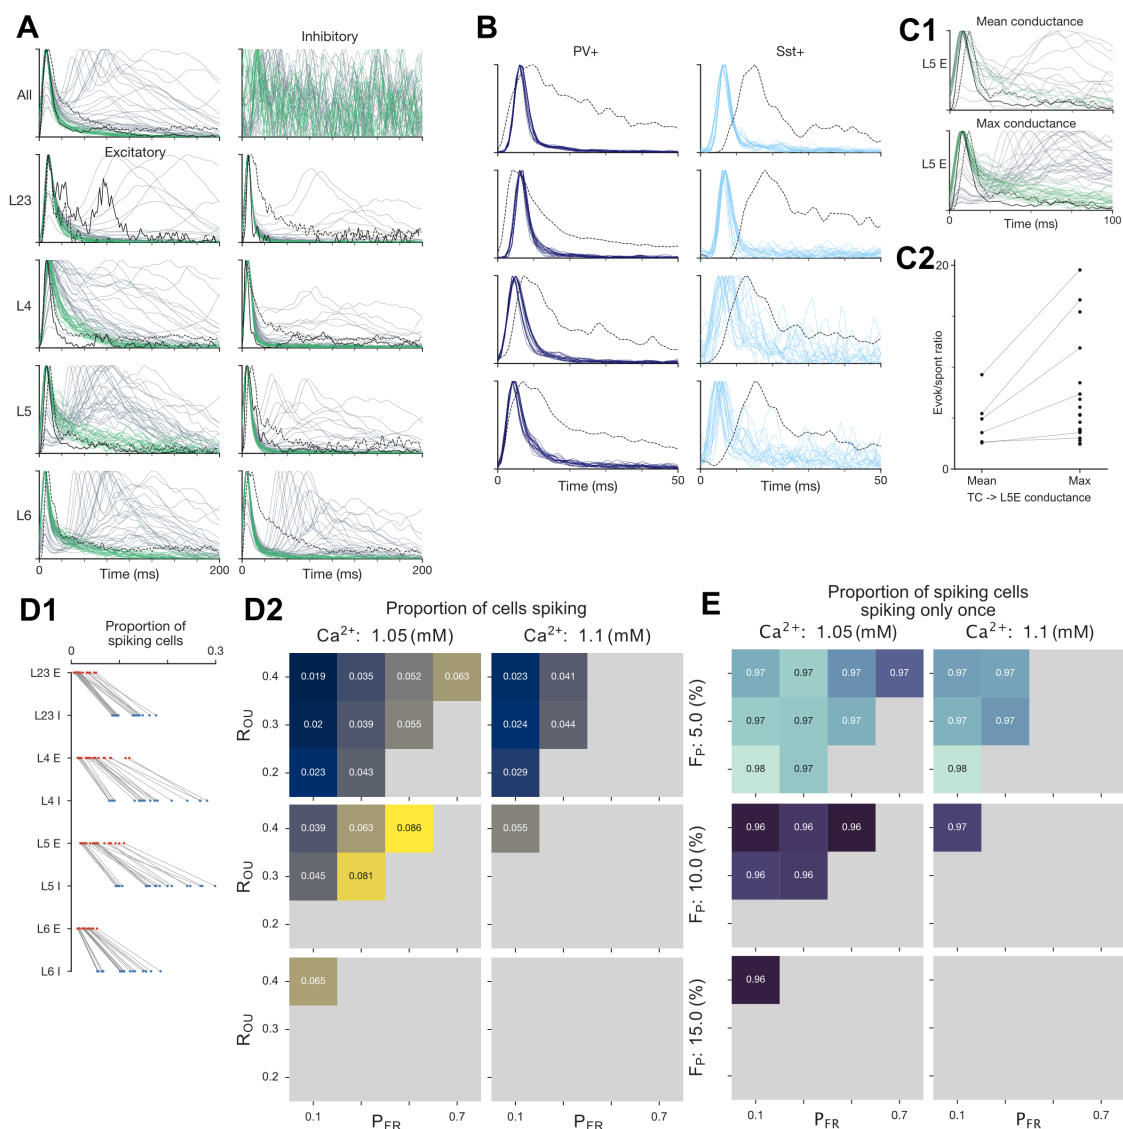 A
Inhibitory
All
Excitatory
L23
L4
L5
L6
0
Time (ms)
200
0
Time (ms)
200
B
PV+
Sst+
0
Time (ms)
50
0
Time (ms)
50
C1
Mean conductance
L5 E
Max conductance
L5 E
0
Time (ms)
100
C2
20
Evok/spont ratio
0
Mean
Max
TC -> L5E conductance
D1
Proportion of
spiking cells
0
0.3
L23 E
L23 I
L4 E
L4 I
L5 E
L5 I
L6 E
L6 I
D2
Proportion of cells spiking
Ca2+: 1.05 (mM)
Ca2+: 1.1 (mM)
ROU
0.4
0.019
0.035
0.052
0.063
0.023
0.041
0.3
0.02
0.039
0.055
0.024
0.044
0.2
0.023
0.043
0.029
ROU
0.4
0.039
0.063
0.086
0.055
0.3
0.045
0.081
0.2
ROU
0.4
0.065
0.3
0.2
0.1
PFR
0.7
0.1
PFR
0.7
E
Proportion of spiking cells
spiking only once
Ca2+: 1.05 (mM)
Ca2+: 1.1 (mM)
FP: 5.0 (%)
0.97
0.97
0.97
0.97
0.97
0.97
0.97
0.97
0.97
0.97
0.97
0.98
0.97
0.98
FP: 10.0 (%)
0.96
0.96
0.96
0.97
0.96
0.96
FP: 15.0 (%)
0.96
0.1
PFR
0.7
0.1
PFR
0.7